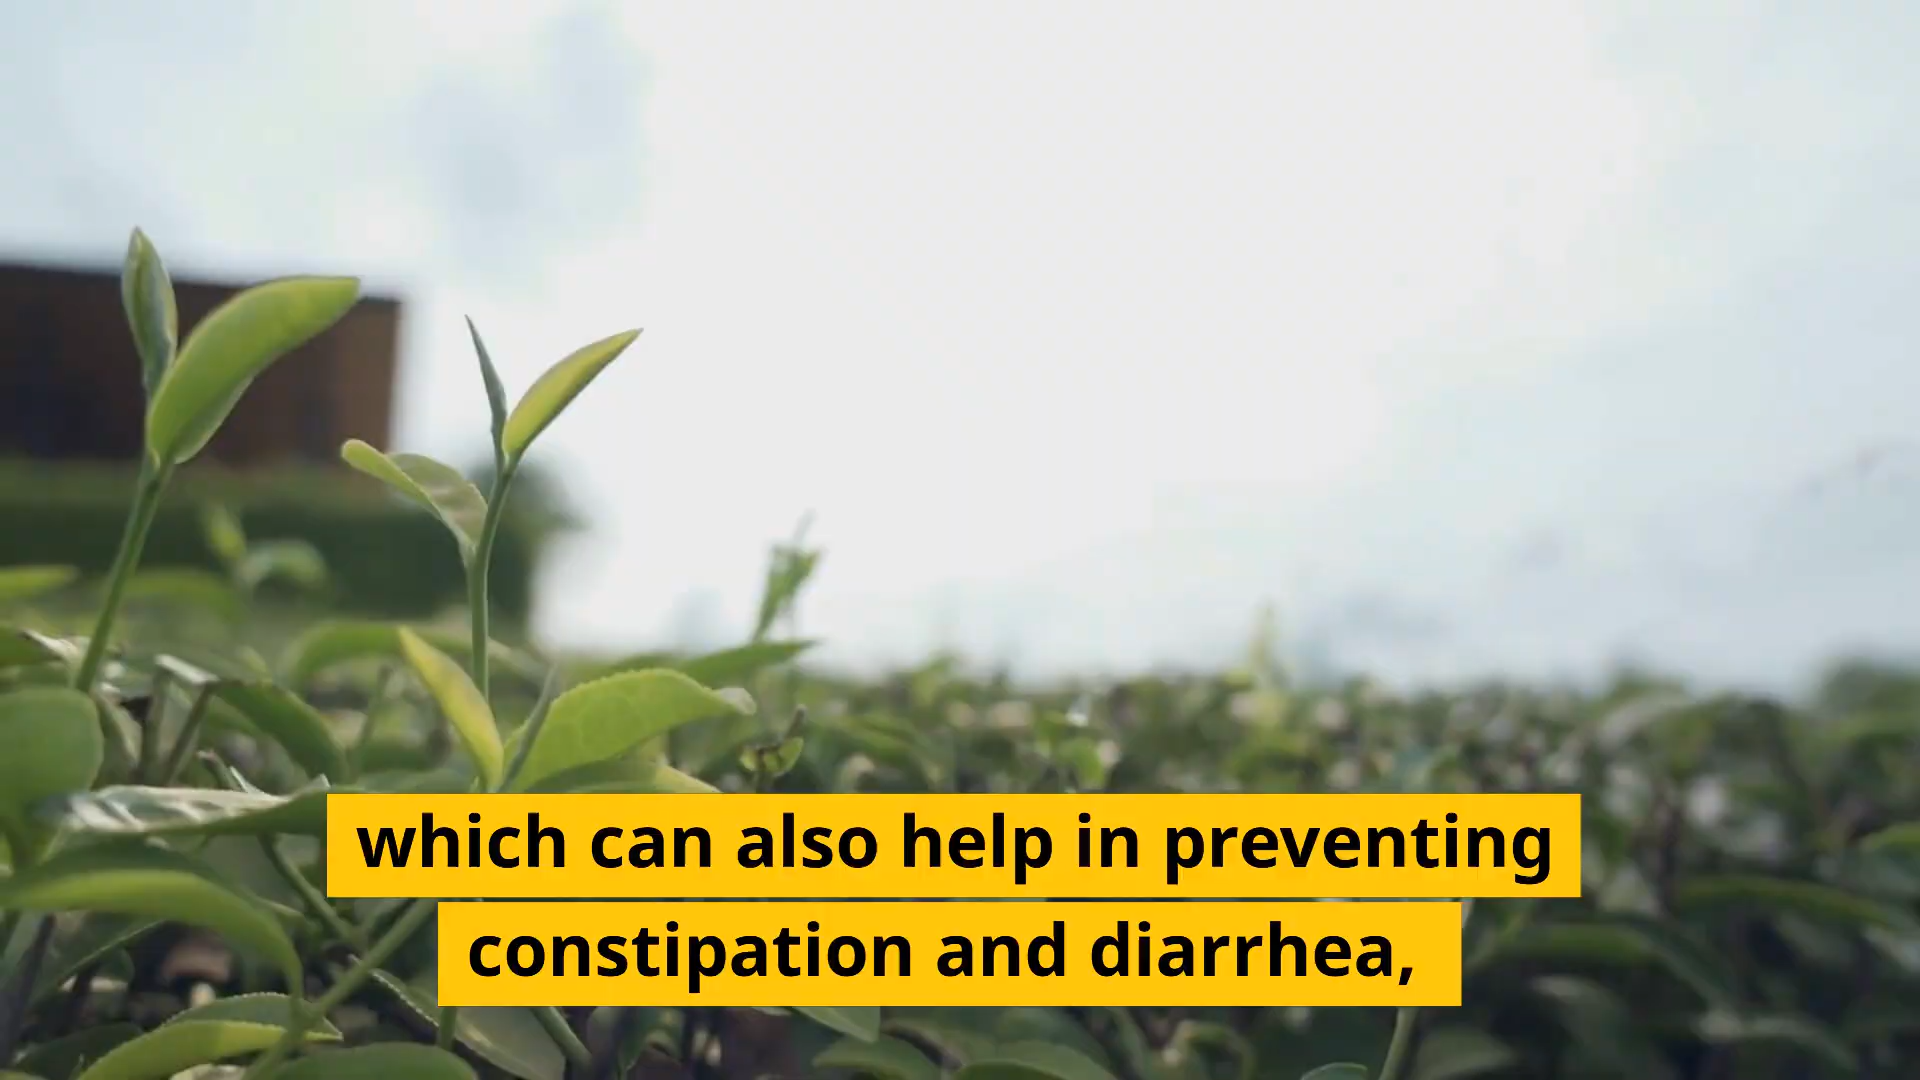 which can also help in preventing
constipation and diarrhea,